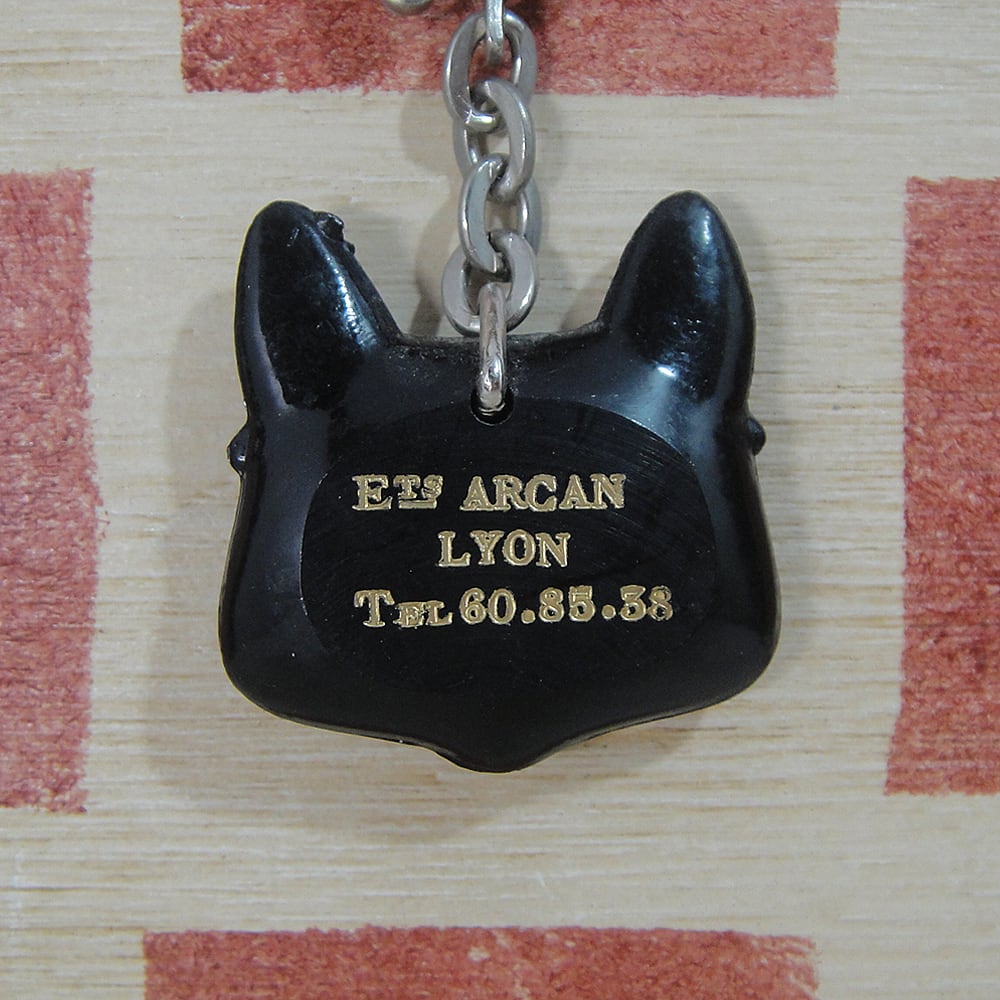 ETS ARCAN
LYON
TEL 60.85.38